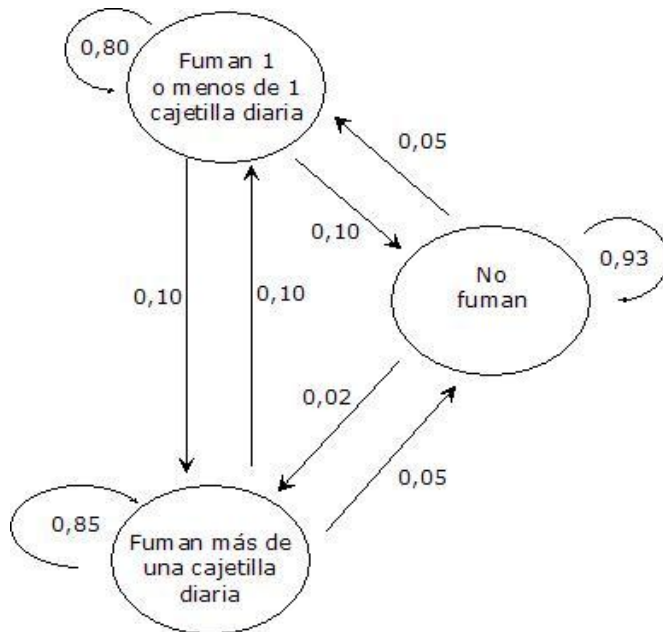 0,80
Fuman 1
o menos de 1
cajetilla diaria
0,05
0,10
No
fuman
0,93
0,10
0,10
0,02
0,05
0,85
Fuman más de
una cajetilla
diaria